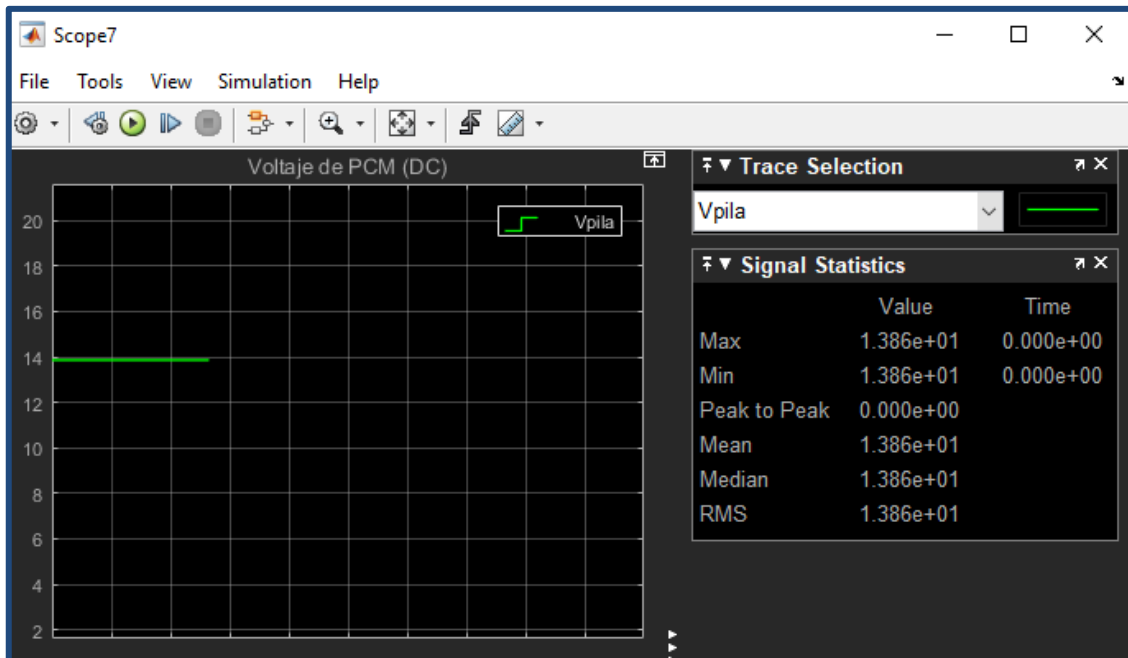 Scope7
File Tools View Simulation Help
Voltaje de PCM (DC)
Vpila
20
18
16
14
12
10
8
6
4
2
Trace Selection
Vpila
Signal Statistics
Value Time
Max 1.386e+01 0.000e+00
Min 1.386e+01 0.000e+00
Peak to Peak 0.000e+00
Mean 1.386e+01
Median 1.386e+01
RMS 1.386e+01